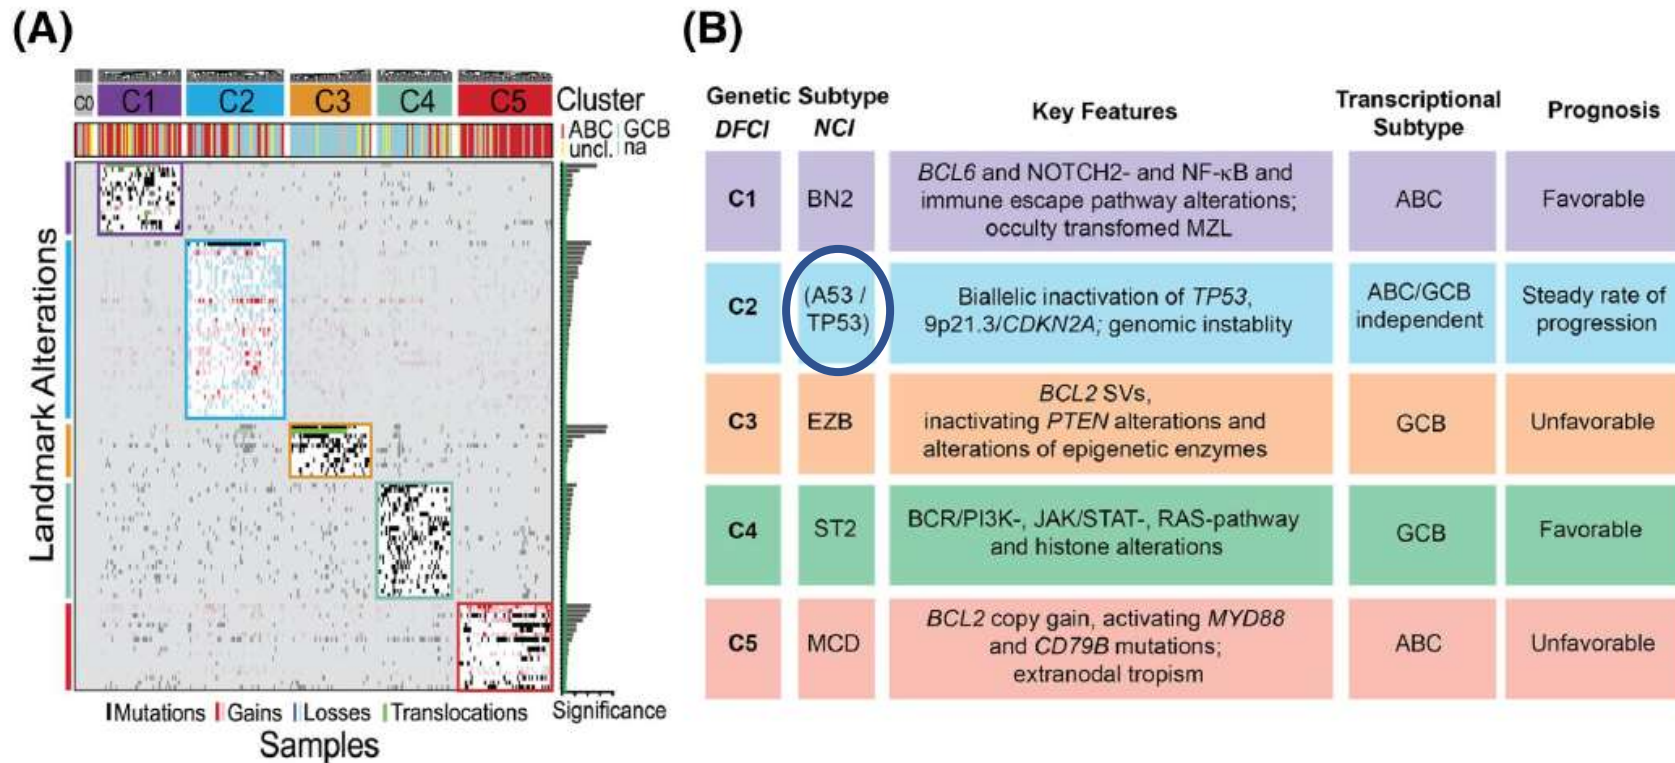 (A)
C0 C1 C2 C3 C4 C5 Cluster
ABC GCB
uncl. na
Landmark Alterations
Mutations Gains Losses Translocations Significance
Samples
(B)
Genetic Subtype
DFCI NCI
Key Features
Transcriptional
Subtype
Prognosis
C1
BN2
BCL6 and NOTCH2- and NF-κB and
immune escape pathway alterations;
occulty transfomed MZL
ABC
Favorable
C2
(A53 /
TP53)
Biallelic inactivation of TP53,
9p21.3/CDKN2A; genomic instablity
ABC/GCB
independent
Steady rate of
progression
C3
EZB
BCL2 SVs,
inactivating PTEN alterations and
alterations of epigenetic enzymes
GCB
Unfavorable
C4
ST2
BCR/PI3K-, JAK/STAT-, RAS-pathway
and histone alterations
GCB
Favorable
C5
MCD
BCL2 copy gain, activating MYD88
and CD79B mutations;
extranodal tropism
ABC
Unfavorable